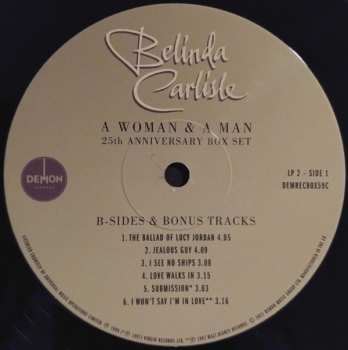 Belinda
Carlisle
A WOMAN & A MAN
25th ANNIVERSARY BOX SET
DEMON
RECORDS
LP 2 - SIDE 1
DEMRECBOX59C
B-SIDES & BONUS TRACKS
1. THE BALLAD OF LUCY JORDAN 4.05
2. JEALOUS GUY 4.09
3. I SEE NO SHIPS 3.08
4. LOVE WALKS IN 3.15
5. SUBMISSION* 3.03
6. I WON'T SAY I'M IN LOVE** 3.16